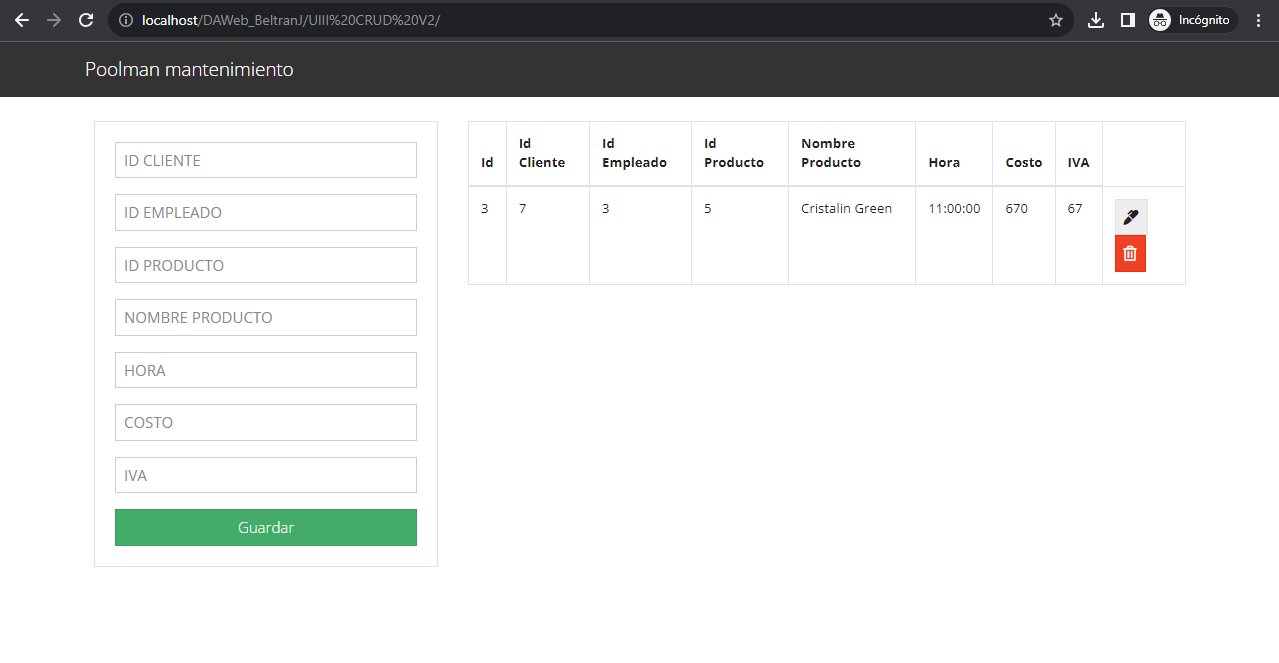 localhost/DAWeb_BeltranJ/UIII%20CRUD%20V2/
Incógnito
Poolman mantenimiento
ID CLIENTE
ID EMPLEADO
ID PRODUCTO
NOMBRE PRODUCTO
HORA
COSTO
IVA
Guardar
Id Id Cliente Id Empleado Id Producto Nombre Producto Hora Costo IVA
3 7 3 5 Cristalin Green 11:00:00 670 67